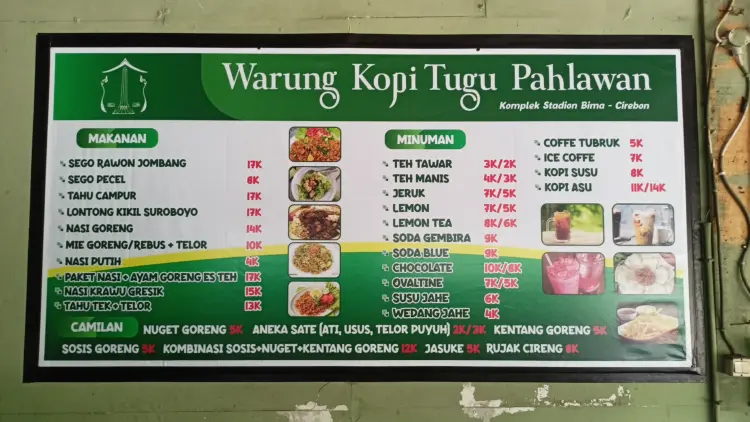 Warung Kopi Tugu Pahlawan
Komplek Stadion Bima - Cirebon
MAKANAN
SEGO RAWON JOMBANG 17K
SEGO PECEL 8K
TAHU CAMPUR 17K
LONTONG KIKIL SUROBOYO 17K
NASI GORENG 14K
MIE GORENG/REBUS + TELOR 10K
NASI PUTIH 4K
PAKET NASI + AYAM GORENG ES TEH 17K
NASI KRAWU GRESIK 15K
TAHU TEK + TELOR 13K
MINUMAN
TEH TAWAR 3K/2K
TEH MANIS 4K/3K
JERUK 7K/5K
LEMON 7K/5K
LEMON TEA 8K/6K
SODA GEMBIRA 9K
SODA BLUE 9K
CHOCOLATE 10K/8K
OVALTINE 7K/5K
SUSU JAHE 6K
WEDANG JAHE 4K
COFFE TUBRUK 5K
ICE COFFE 7K
KOPI SUSU 8K
KOPI ASU 11K/14K
CAMILAN NUGET GORENG 5K ANEKA SATE (ATI, USUS, TELOR PUYUH) 2K/3K KENTANG GORENG 5K
SOSIS GORENG 5K KOMBINASI SOSIS+NUGET+KENTANG GORENG 12K JASUKE 5K RUJAK CIRENG 8K